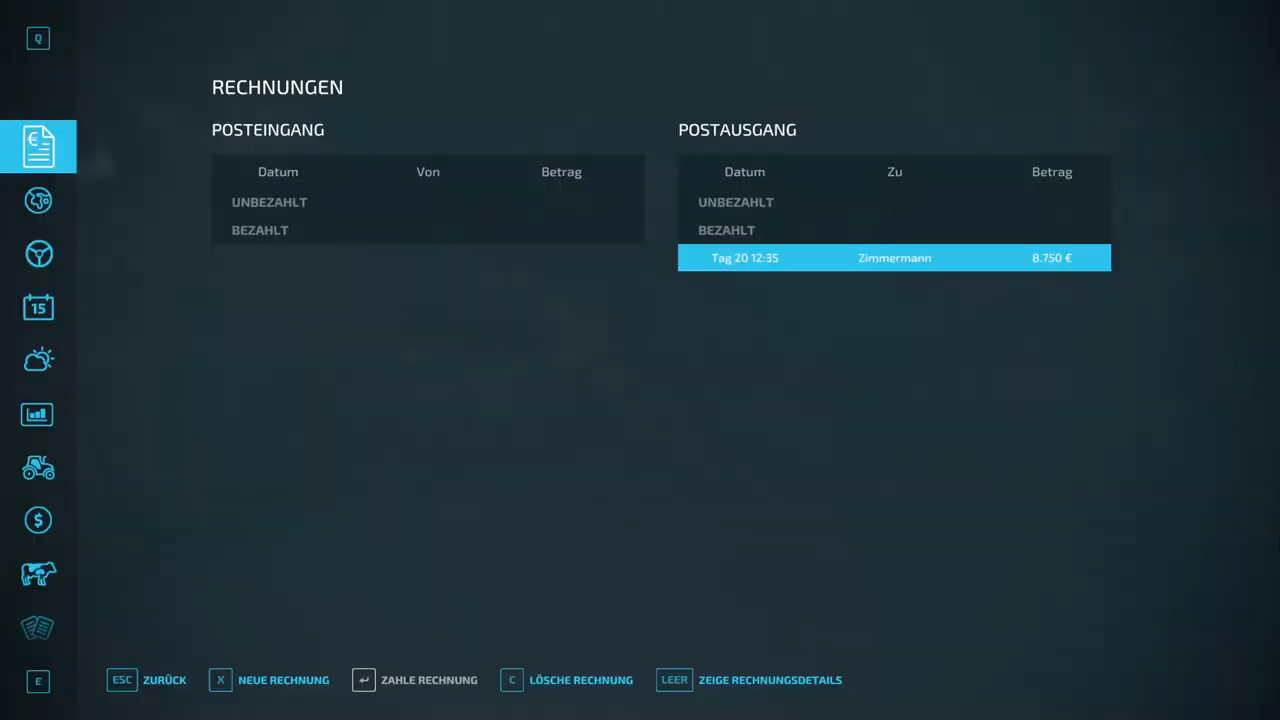 Q
RECHNUNGEN
POSTEINGANG
Datum Von Betrag
UNBEZAHLT
BEZAHLT
POSTAUSGANG
Datum Zu Betrag
UNBEZAHLT
BEZAHLT
Tag 20 12:35 Zimmermann 8.750 €
€
15
$
E
ESC ZURÜCK X NEUE RECHNUNG ↵ ZAHLE RECHNUNG C LÖSCHE RECHNUNG LEER ZEIGE RECHNUNGSDETAILS